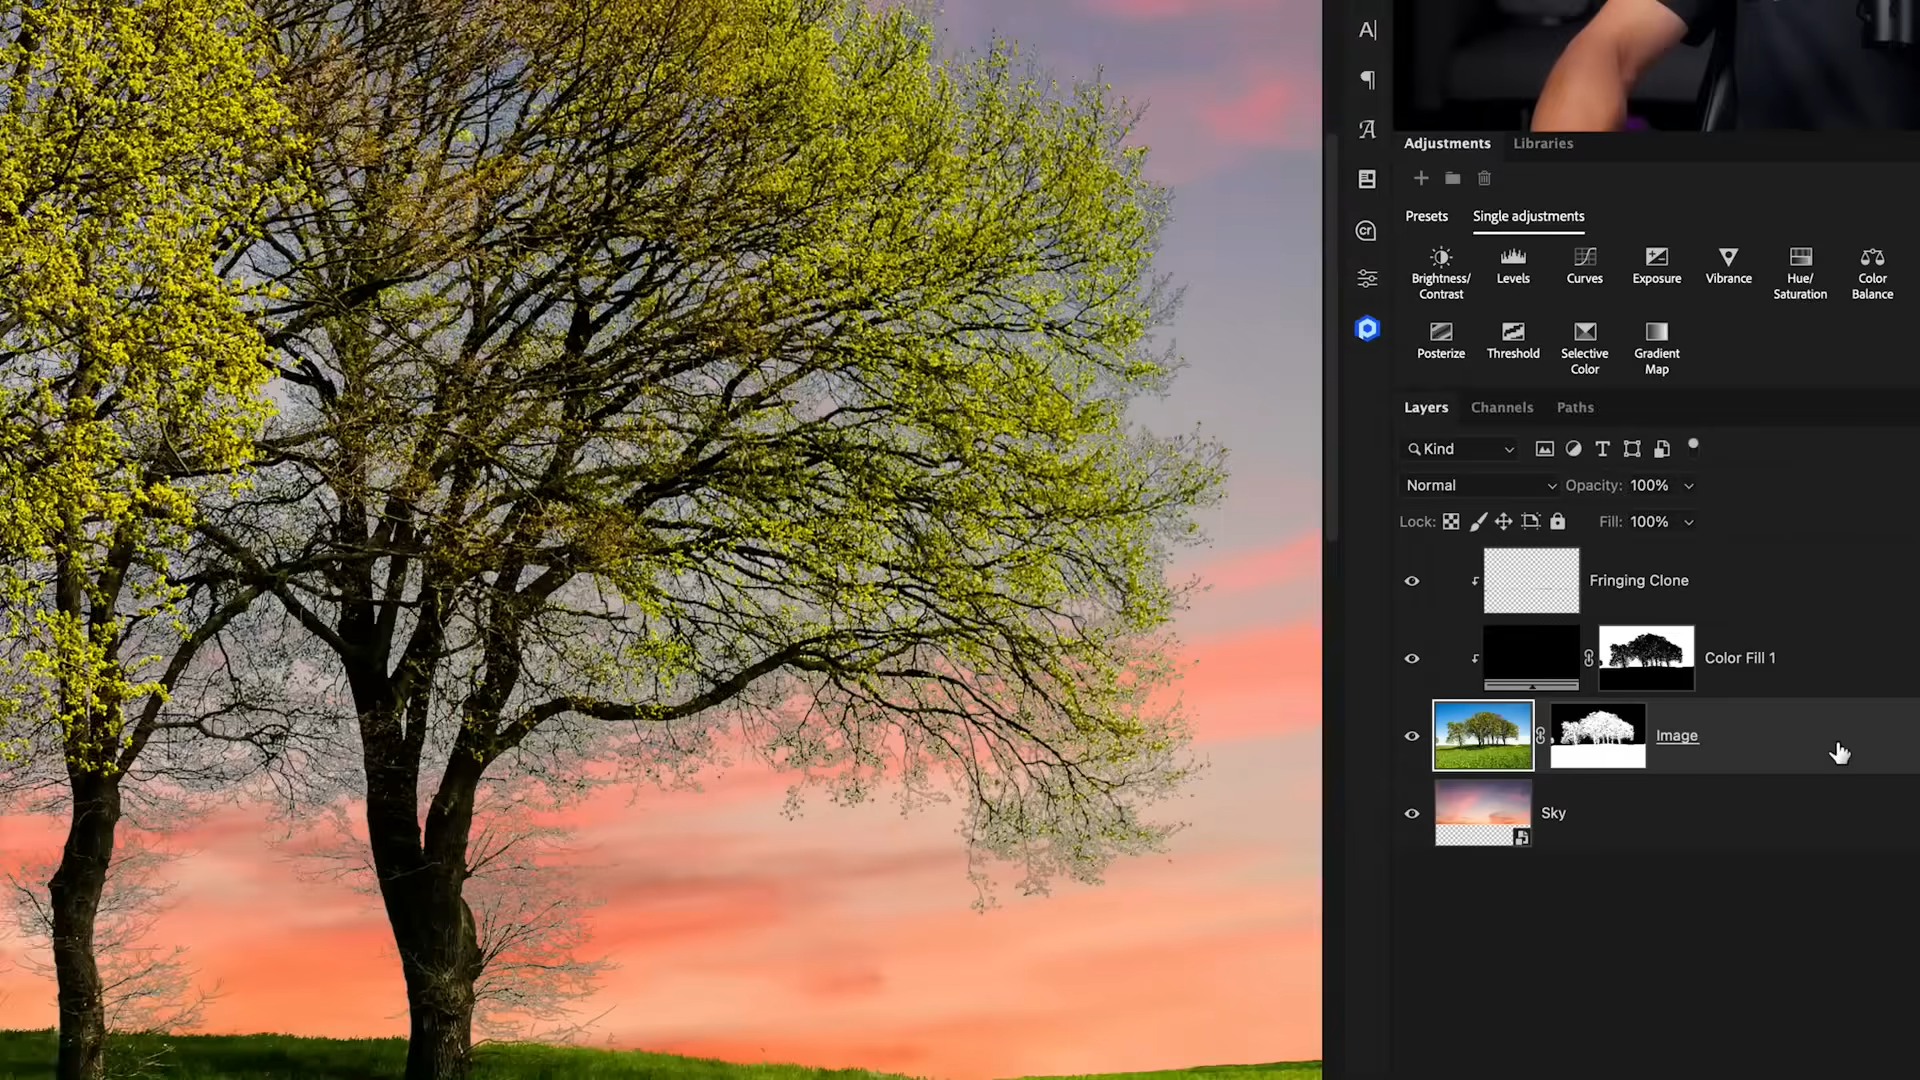 A|
Adjustments Libraries
Presets Single adjustments
cr
Brightness/
Contrast
Levels
Curves
Exposure
Vibrance
Hue/
Saturation
Color
Balance
Posterize
Threshold
Selective
Color
Gradient
Map
Layers Channels Paths
Kind
Normal Opacity: 100%
Lock: Fill: 100%
Fringing Clone
Color Fill 1
Image
Sky